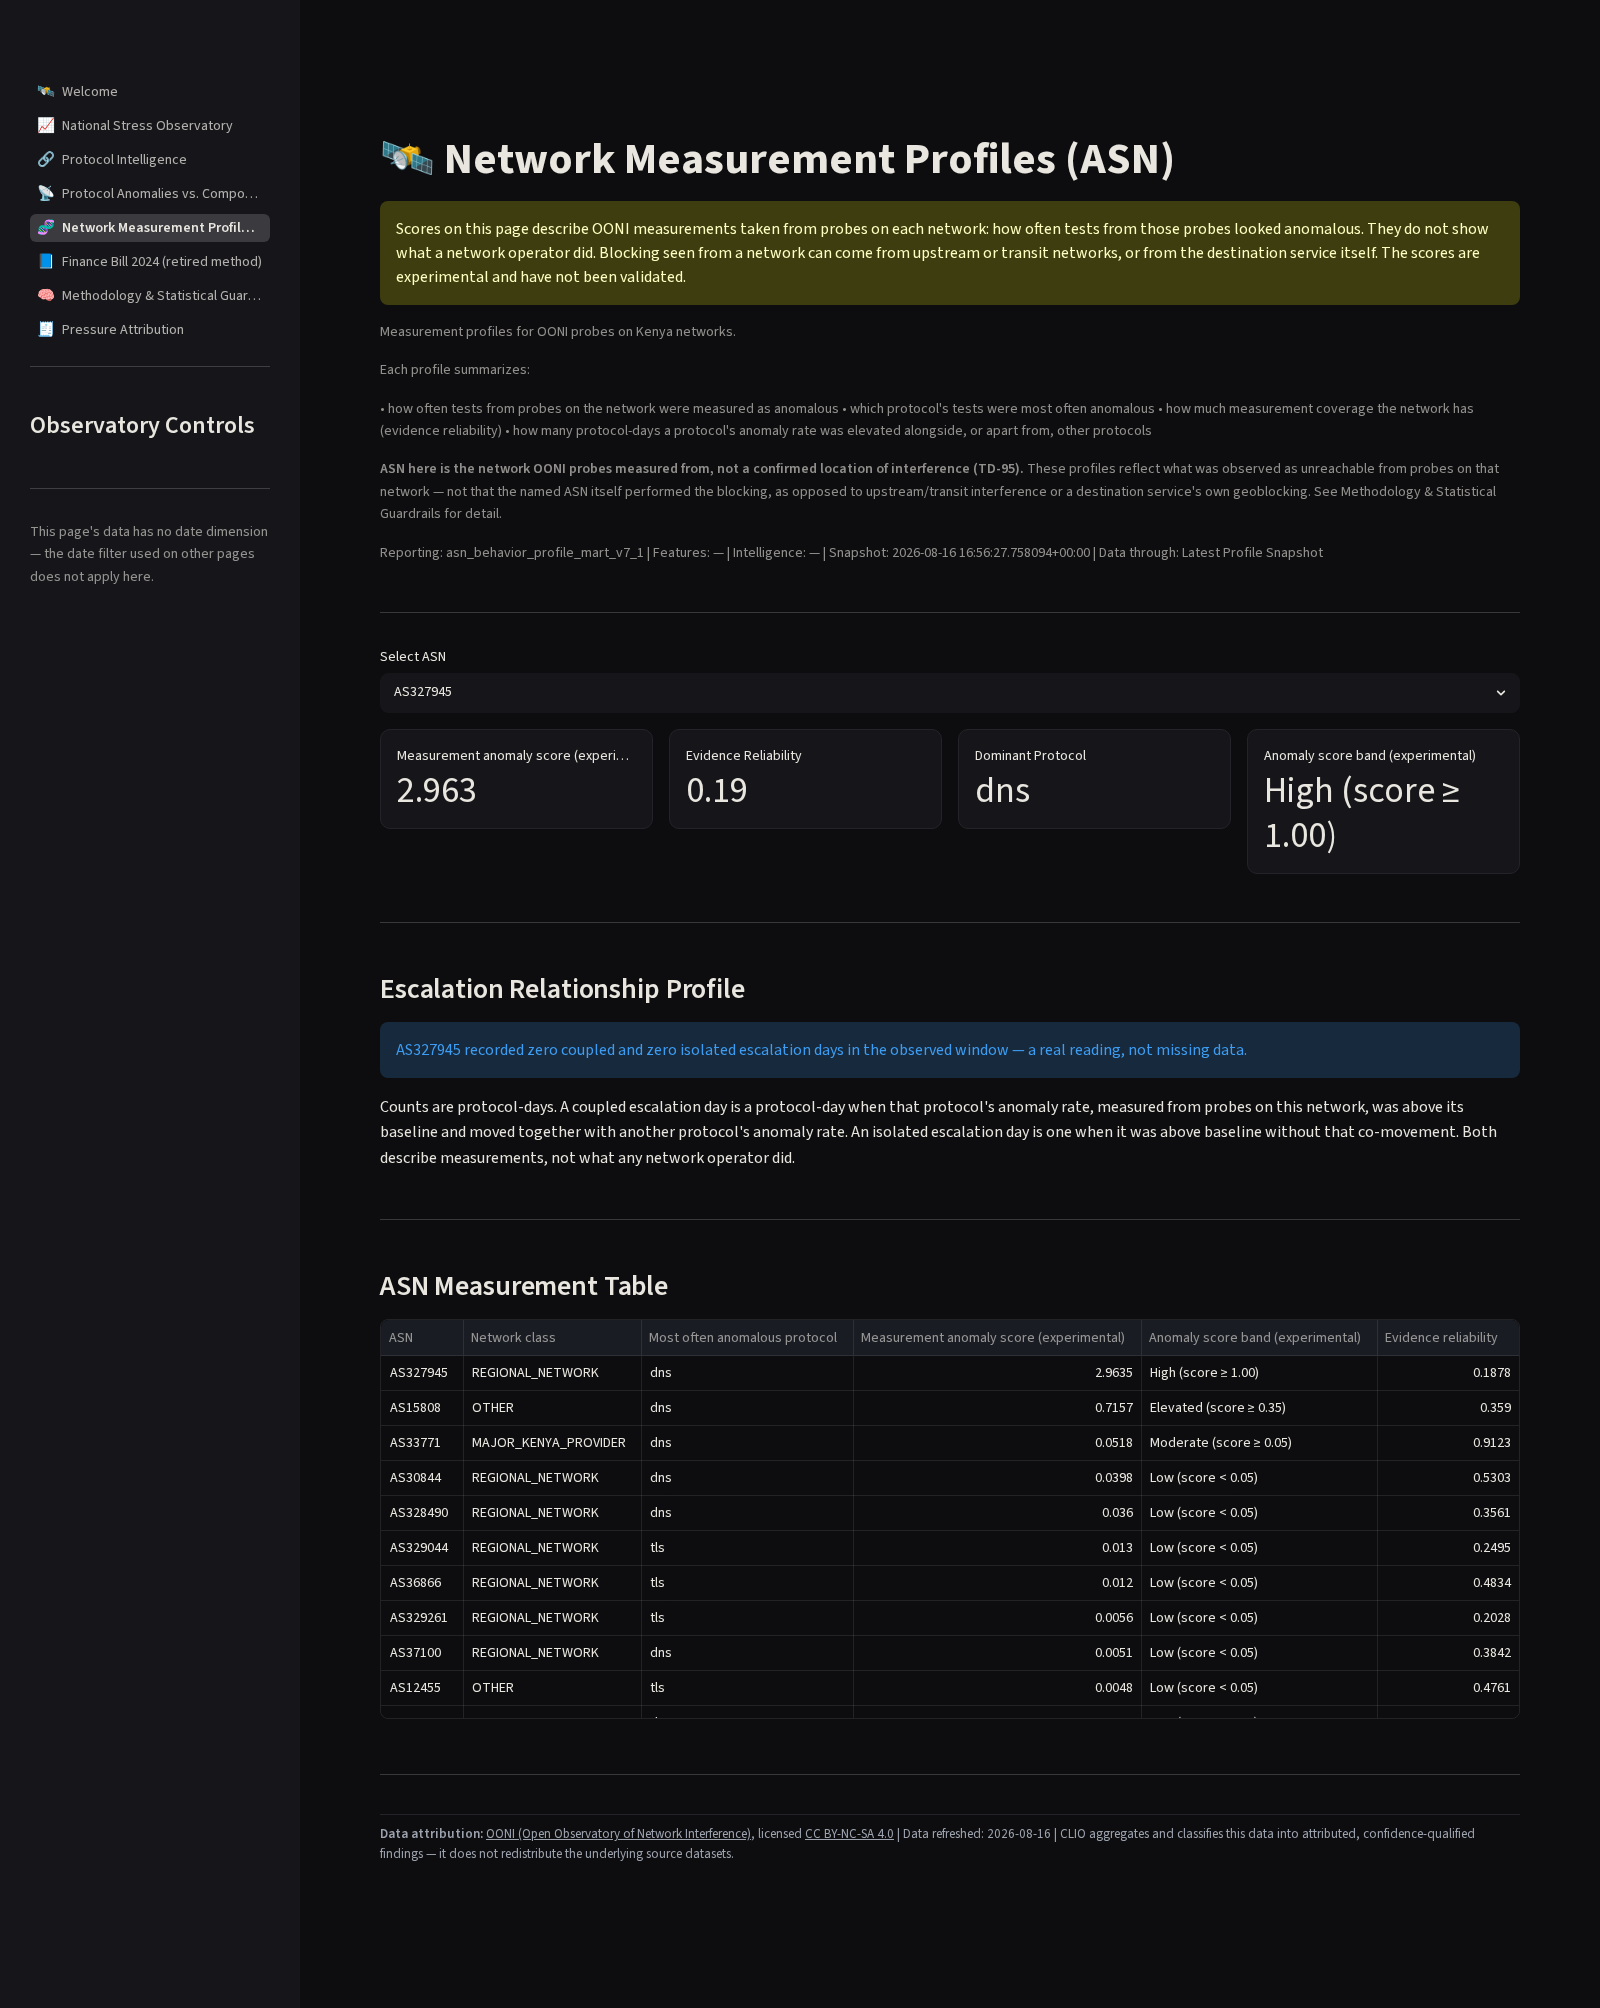 Welcome
National Stress Observatory
Protocol Intelligence
Protocol Anomalies vs. Compo…
Network Measurement Profil…
Finance Bill 2024 (retired method)
Methodology & Statistical Guar…
Pressure Attribution
Observatory Controls
This page's data has no date dimension
— the date filter used on other pages
does not apply here.
Network Measurement Profiles (ASN)
Scores on this page describe OONI measurements taken from probes on each network: how often tests from those probes looked anomalous. They do not show
what a network operator did. Blocking seen from a network can come from upstream or transit networks, or from the destination service itself. The scores are
experimental and have not been validated.
Measurement profiles for OONI probes on Kenya networks.
Each profile summarizes:
• how often tests from probes on the network were measured as anomalous • which protocol's tests were most often anomalous • how much measurement coverage the network has
(evidence reliability) • how many protocol-days a protocol's anomaly rate was elevated alongside, or apart from, other protocols
ASN here is the network OONI probes measured from, not a confirmed location of interference (TD-95). These profiles reflect what was observed as unreachable from probes on that
network — not that the named ASN itself performed the blocking, as opposed to upstream/transit interference or a destination service's own geoblocking. See Methodology & Statistical
Guardrails for detail.
Reporting: asn_behavior_profile_mart_v7_1 | Features: — | Intelligence: — | Snapshot: 2026-08-16 16:56:27.758094+00:00 | Data through: Latest Profile Snapshot
Select ASN
AS327945
Measurement anomaly score (experi…
2.963
Evidence Reliability
0.19
Dominant Protocol
dns
Anomaly score band (experimental)
High (score ≥
1.00)
Escalation Relationship Profile
AS327945 recorded zero coupled and zero isolated escalation days in the observed window — a real reading, not missing data.
Counts are protocol-days. A coupled escalation day is a protocol-day when that protocol's anomaly rate, measured from probes on this network, was above its
baseline and moved together with another protocol's anomaly rate. An isolated escalation day is one when it was above baseline without that co-movement. Both
describe measurements, not what any network operator did.
ASN Measurement Table
ASN Network class Most often anomalous protocol Measurement anomaly score (experimental) Anomaly score band (experimental) Evidence reliability
AS327945 REGIONAL_NETWORK dns 2.9635 High (score ≥ 1.00) 0.1878
AS15808 OTHER dns 0.7157 Elevated (score ≥ 0.35) 0.359
AS33771 MAJOR_KENYA_PROVIDER dns 0.0518 Moderate (score ≥ 0.05) 0.9123
AS30844 REGIONAL_NETWORK dns 0.0398 Low (score < 0.05) 0.5303
AS328490 REGIONAL_NETWORK dns 0.036 Low (score < 0.05) 0.3561
AS329044 REGIONAL_NETWORK tls 0.013 Low (score < 0.05) 0.2495
AS36866 REGIONAL_NETWORK tls 0.012 Low (score < 0.05) 0.4834
AS329261 REGIONAL_NETWORK tls 0.0056 Low (score < 0.05) 0.2028
AS37100 REGIONAL_NETWORK dns 0.0051 Low (score < 0.05) 0.3842
AS12455 OTHER tls 0.0048 Low (score < 0.05) 0.4761
Data attribution: OONI (Open Observatory of Network Interference), licensed CC BY-NC-SA 4.0 | Data refreshed: 2026-08-16 | CLIO aggregates and classifies this data into attributed, confidence-qualified
findings — it does not redistribute the underlying source datasets.